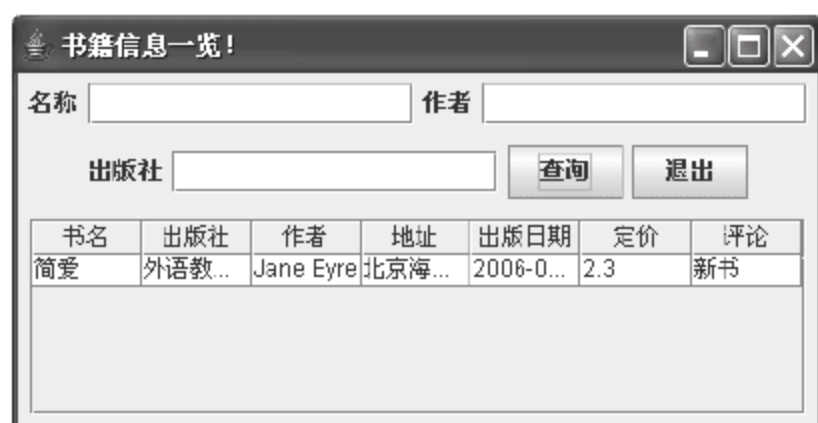 书籍信息一览!
名称 作者
出版社 查询 退出
书名 出版社 作者 地址 出版日期 定价 评论
简爱 外语教... Jane Eyre 北京海... 2006-0... 2.3 新书